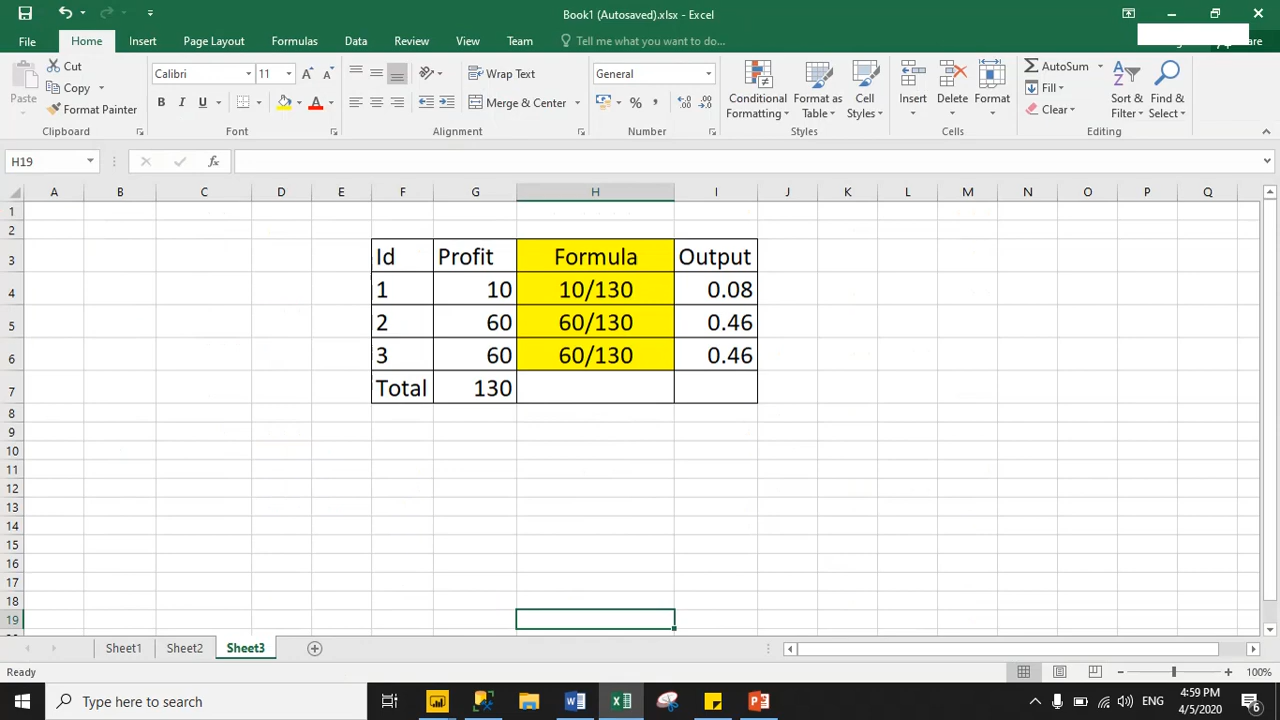 Book1 (Autosaved).xlsx - Excel
File Home Insert Page Layout Formulas Data Review View Team Tell me what you want to do...
Paste
Cut
Copy
Format Painter
Clipboard
Calibri 11
B I U
Font
Wrap Text
Merge & Center
Alignment
General
Number
Conditional Formatting
Format as Table
Cell Styles
Styles
Insert Delete Format
Cells
AutoSum
Fill
Clear
Sort & Filter
Find & Select
Editing
H19 fx
A B C D E F G H I J K L M N O P Q
1
2
3 Id Profit Formula Output
4 1 10 10/130 0.08
5 2 60 60/130 0.46
6 3 60 60/130 0.46
7 Total 130
8
9
10
11
12
13
14
15
16
17
18
19
Sheet1 Sheet2 Sheet3
Ready 100%
Type here to search
ENG
4:59 PM
4/5/2020
6